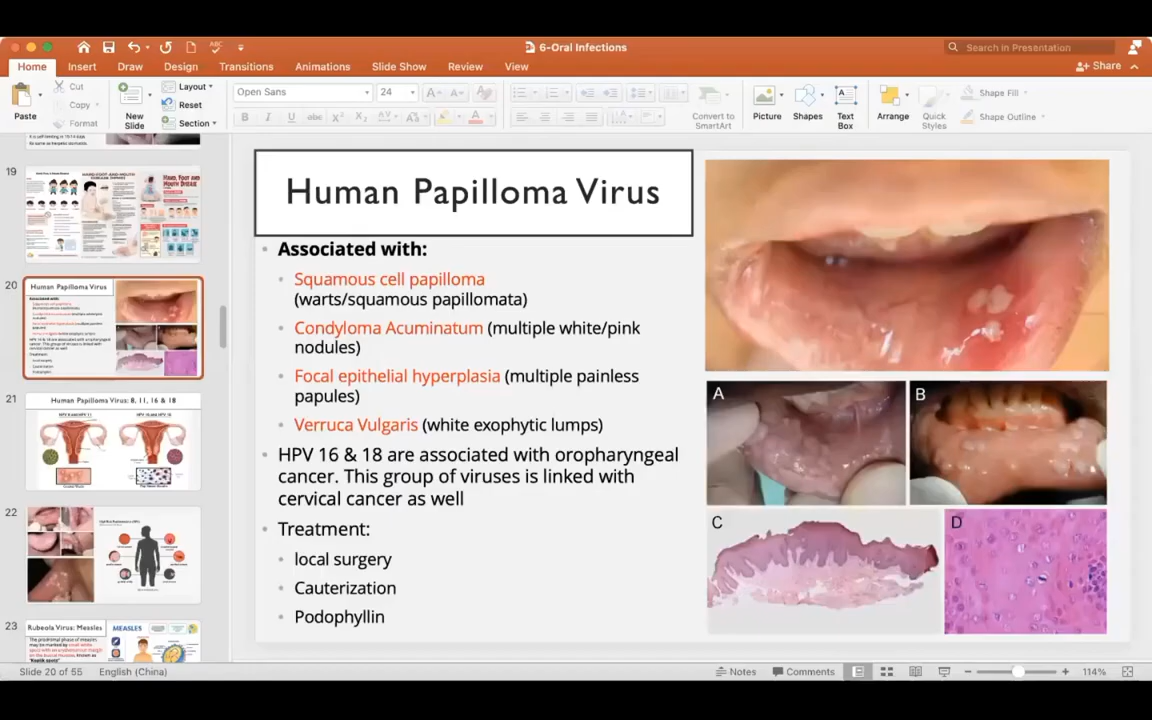 6-Oral Infections
Search in Presentation
Home
Insert
Draw
Design
Transitions
Animations
Slide Show
Review
View
Share
Paste
Cut
Copy
Format
New
Slide
Layout
Reset
Section
Open Sans
24
Convert to
SmartArt
Picture
Shapes
Text
Box
Arrange
Quick
Styles
Shape Fill
Shape Outline
19
20
Human Papilloma Virus
21
Human Papilloma Virus: 8, 11, 16 & 18
22
23
Rubeola Virus: Measles
MEASLES
Human Papilloma Virus
Associated with:
Squamous cell papilloma
(warts/squamous papillomata)
Condyloma Acuminatum (multiple white/pink
nodules)
Focal epithelial hyperplasia (multiple painless
papules)
Verruca Vulgaris (white exophytic lumps)
HPV 16 & 18 are associated with oropharyngeal
cancer. This group of viruses is linked with
cervical cancer as well
Treatment:
local surgery
Cauterization
Podophyllin
A
B
C
D
Slide 20 of 55
English (China)
Notes
Comments
114%